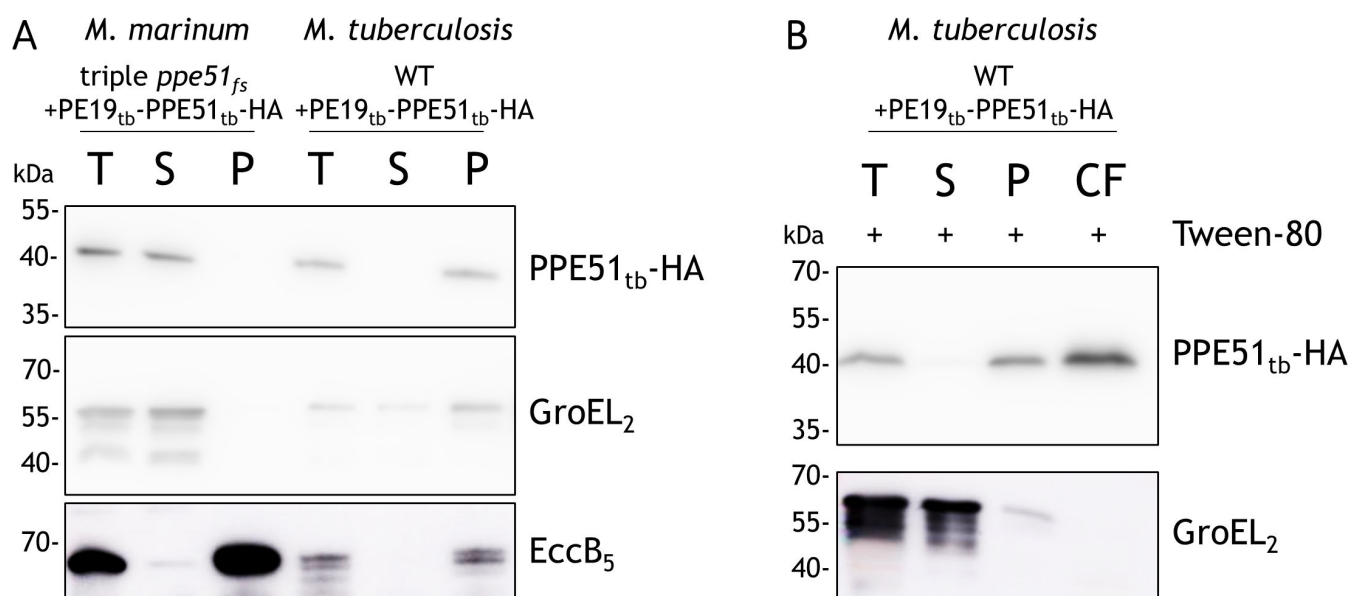 A
M. marinum
M. tuberculosis
triple ppe51fs
WT
+PE19tb-PPE51tb-HA
+PE19tb-PPE51tb-HA
kDa
T S P T S P
55-
40-
35-
PPE51tb-HA
70-
55-
40-
GroEL2
70-
EccB5
B
M. tuberculosis
WT
+PE19tb-PPE51tb-HA
T S P CF
kDa + + + + Tween-80
70-
55-
40-
35-
PPE51tb-HA
70-
55-
40-
GroEL2